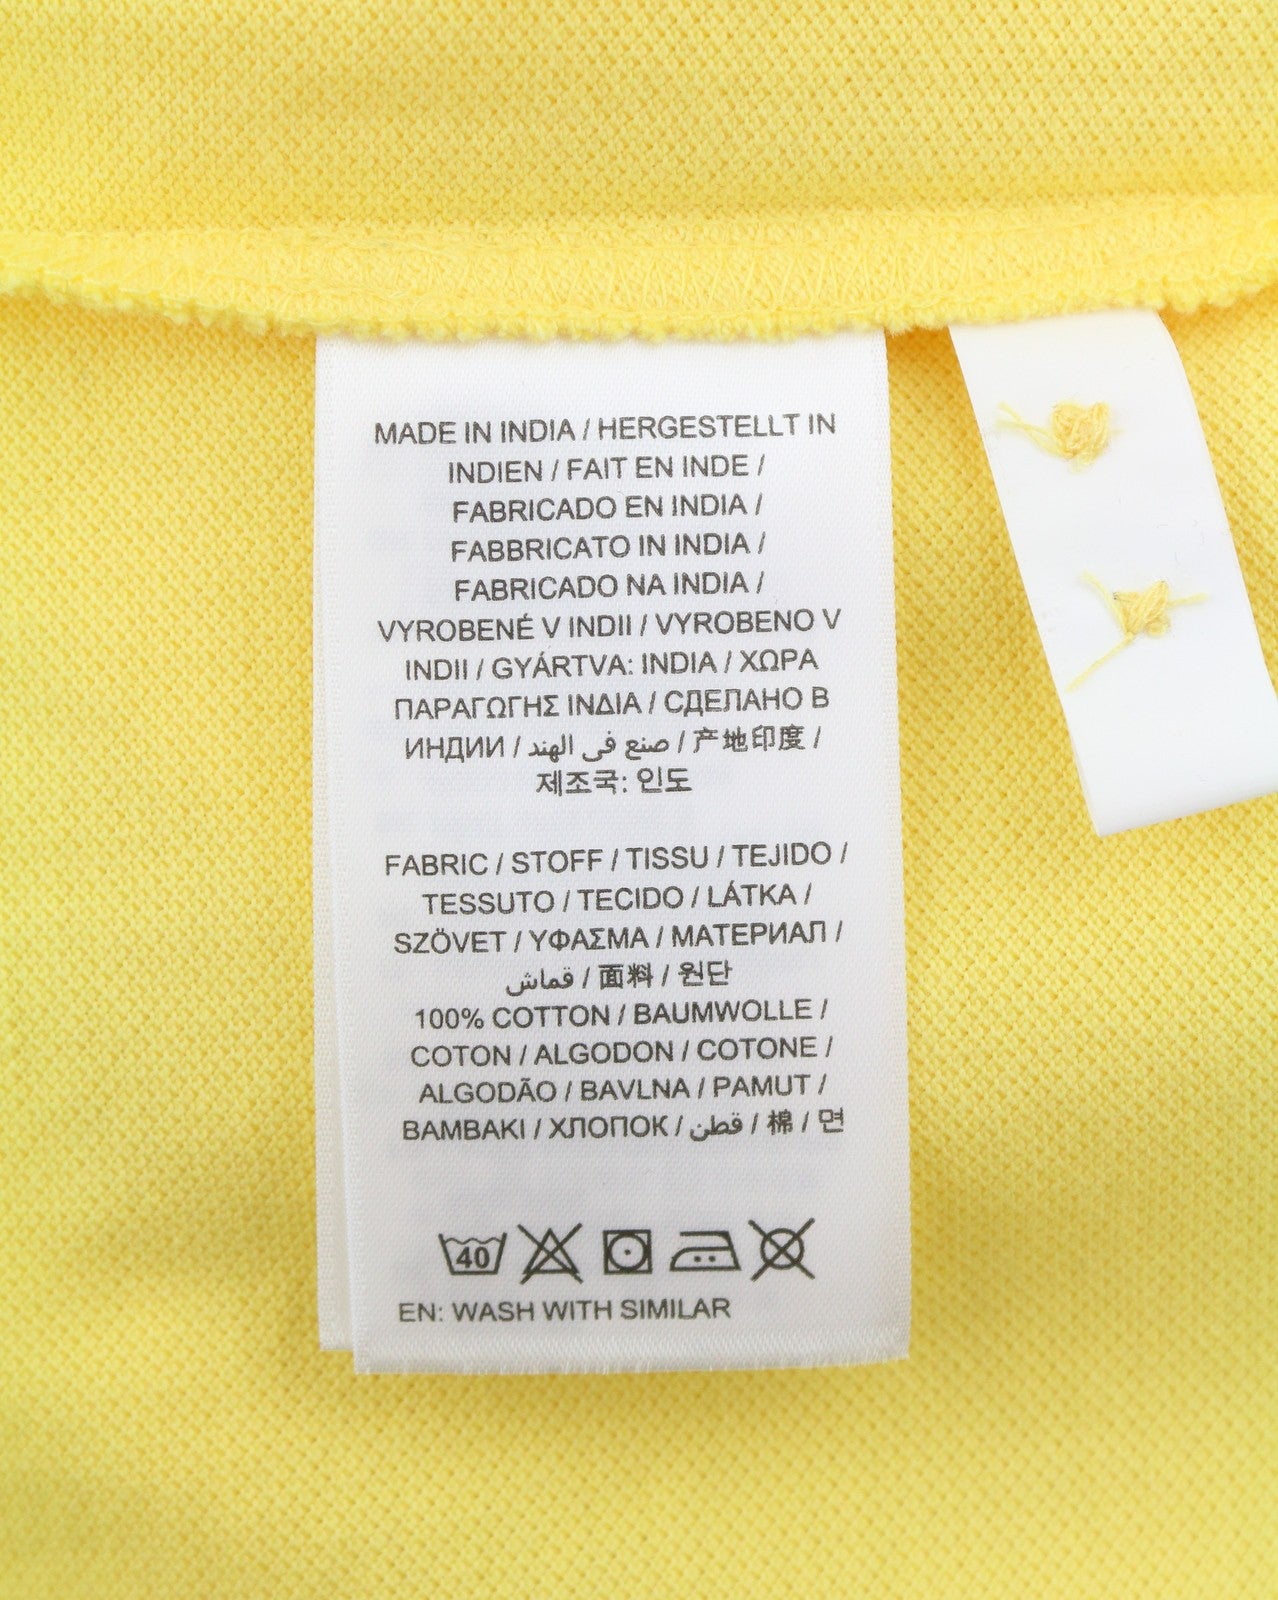 MADE IN INDIA / HERGESTELLT IN
INDIEN / FAIT EN INDE /
FABRICADO EN INDIA /
FABBRICATO IN INDIA /
FABRICADO NA INDIA /
VYROBENÉ V INDII / VYROBENO V
INDII / GYÁRTVA: INDIA / ΧΩΡΑ
ΠΑΡΑΓΩΓΗΣ ΙΝΔΙΑ / СДЕЛАНО В
ИНДИИ / صنع في الهند / 产地印度 /
제조국: 인도
FABRIC / STOFF / TISSU / TEJIDO /
TESSUTO / TECIDO / LÁTKA /
SZÖVET / ΥΦΑΣΜΑ / МАТЕРИАЛ /
قماش / 面料 / 원단
100% COTTON / BAUMWOLLE /
COTON / ALGODON / COTONE /
ALGODÃO / BAVLNA / PAMUT /
ΒΑΜΒΑΚΙ / ХЛОПОК / قطن / 棉 / 면
40
EN: WASH WITH SIMILAR